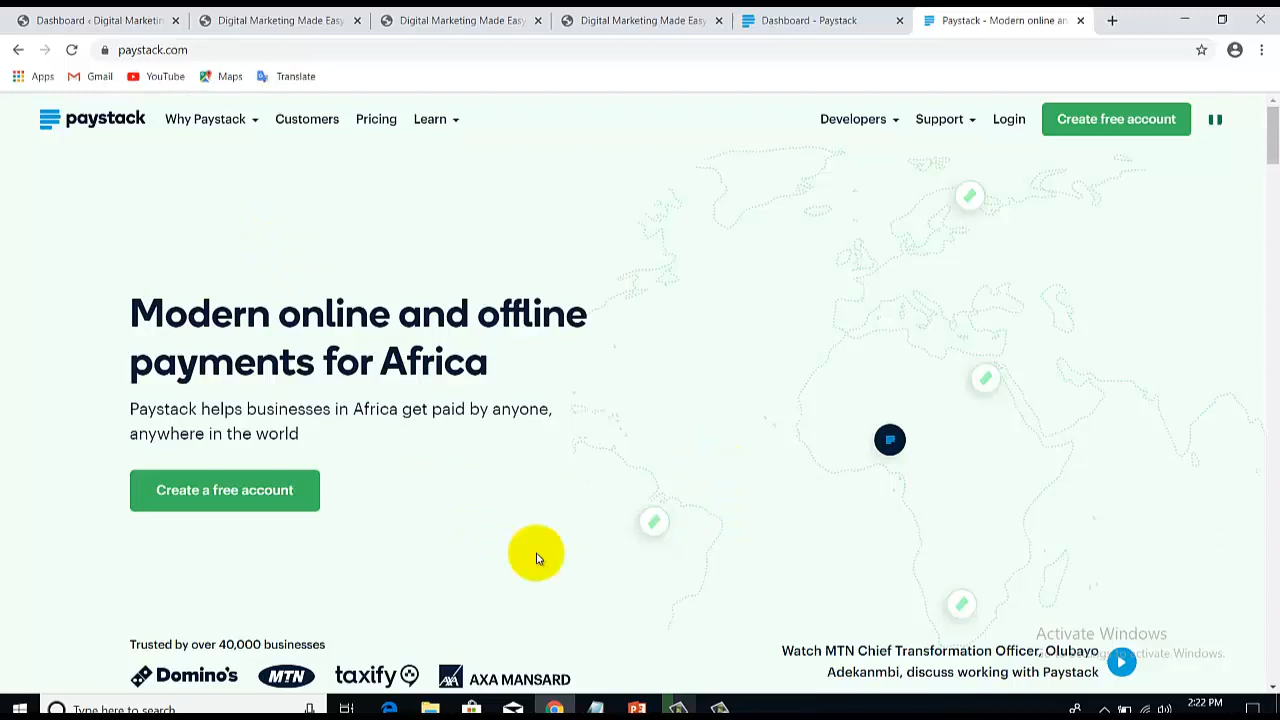 Dashboard ‹ Digital Marketin
Digital Marketing Made Easy
Digital Marketing Made Easy
Digital Marketing Made Easy
Dashboard - Paystack
Paystack - Modern online an
paystack.com
Apps
Gmail
YouTube
Maps
Translate
paystack
Why Paystack
Customers
Pricing
Learn
Developers
Support
Login
Create free account
Modern online and offline
payments for Africa
Paystack helps businesses in Africa get paid by anyone,
anywhere in the world
Create a free account
Trusted by over 40,000 businesses
Domino's
MTN
taxify
AXA MANSARD
Activate Windows
Watch MTN Chief Transformation Officer, Olubayo
Adekanmbi, discuss working with Paystack
activate Windows.
Type here to search
2:22 PM